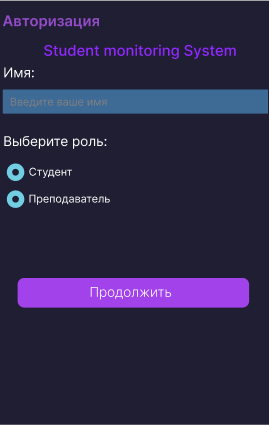 Авторизация
Student monitoring System
Имя:
Введите ваше имя
Выберите роль:
Студент
Преподаватель
Продолжить